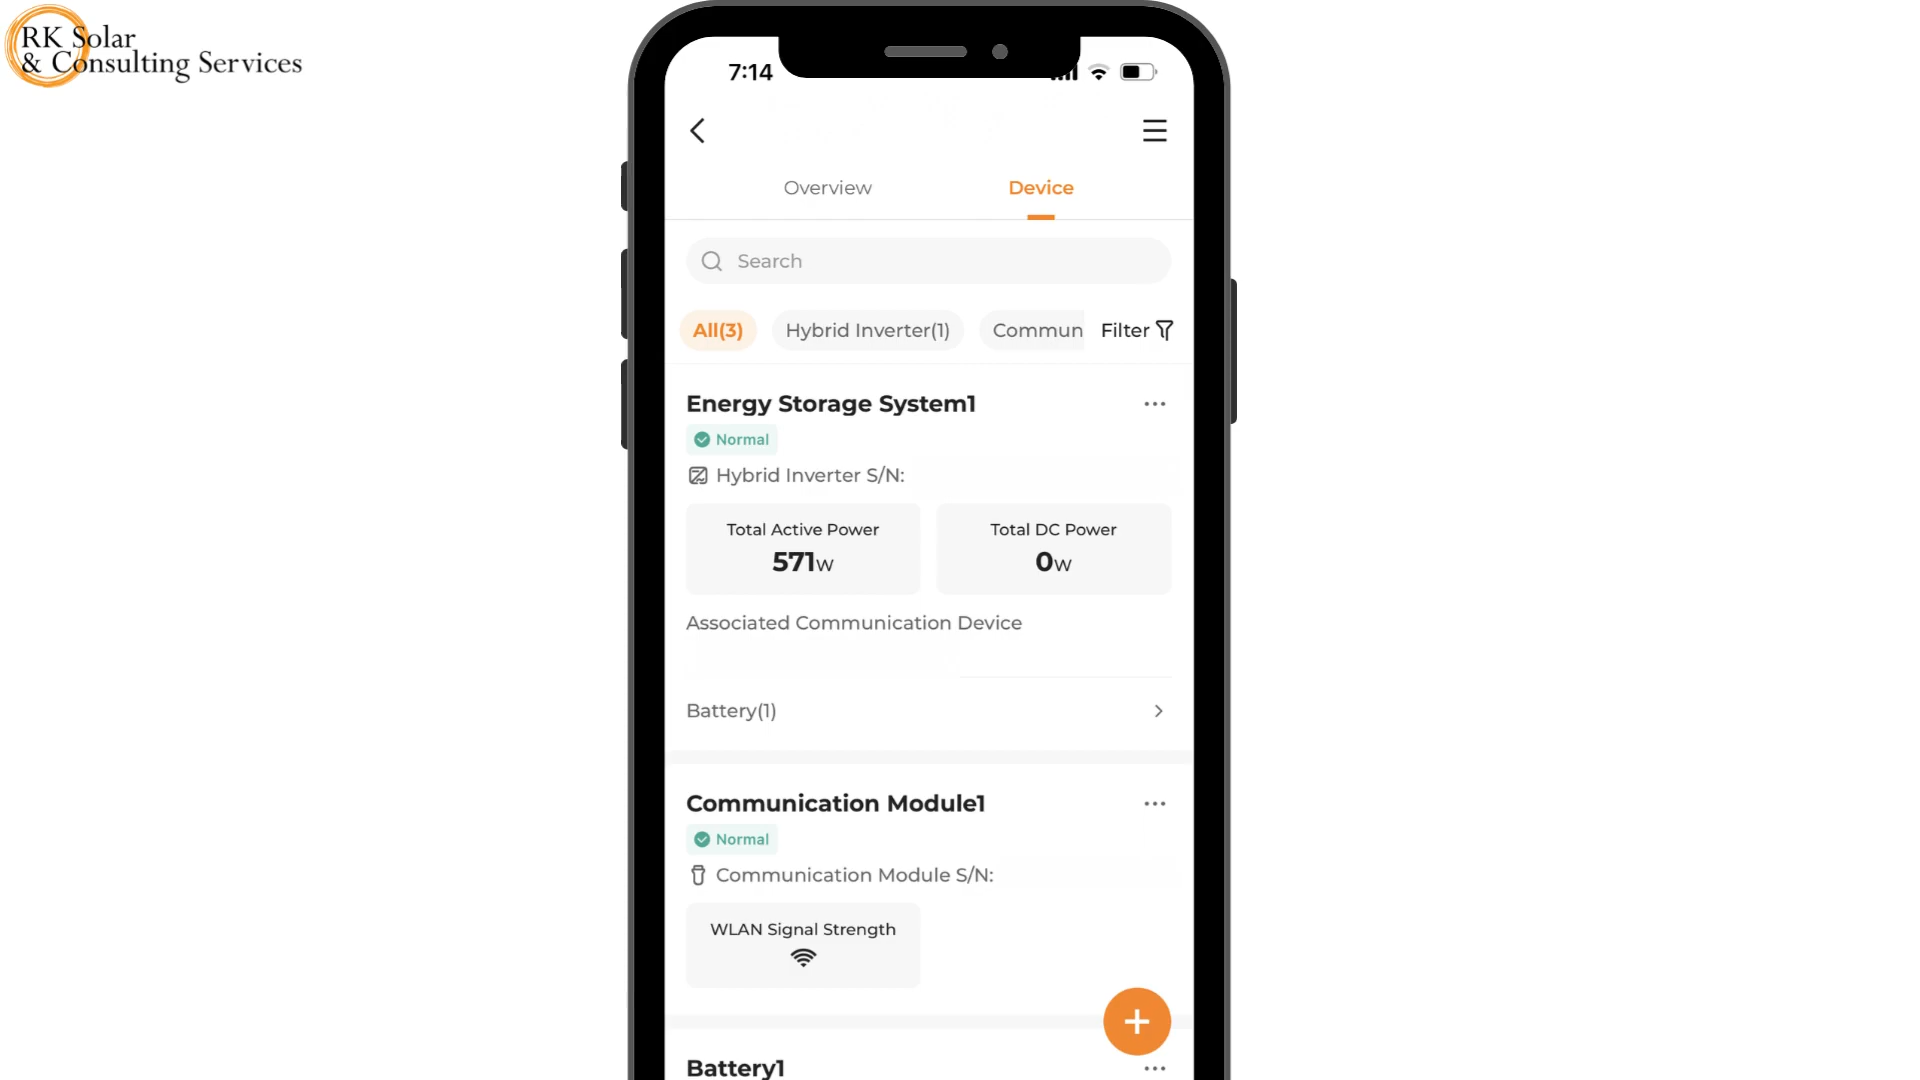 RK Solar
& Consulting Services
7:14
Overview
Device
Search
All(3)
Hybrid Inverter(1)
Commun
Filter
Energy Storage System1
Normal
Hybrid Inverter S/N:
Total Active Power
571W
Total DC Power
0W
Associated Communication Device
Battery(1)
Communication Module1
Normal
Communication Module S/N:
WLAN Signal Strength
Battery1